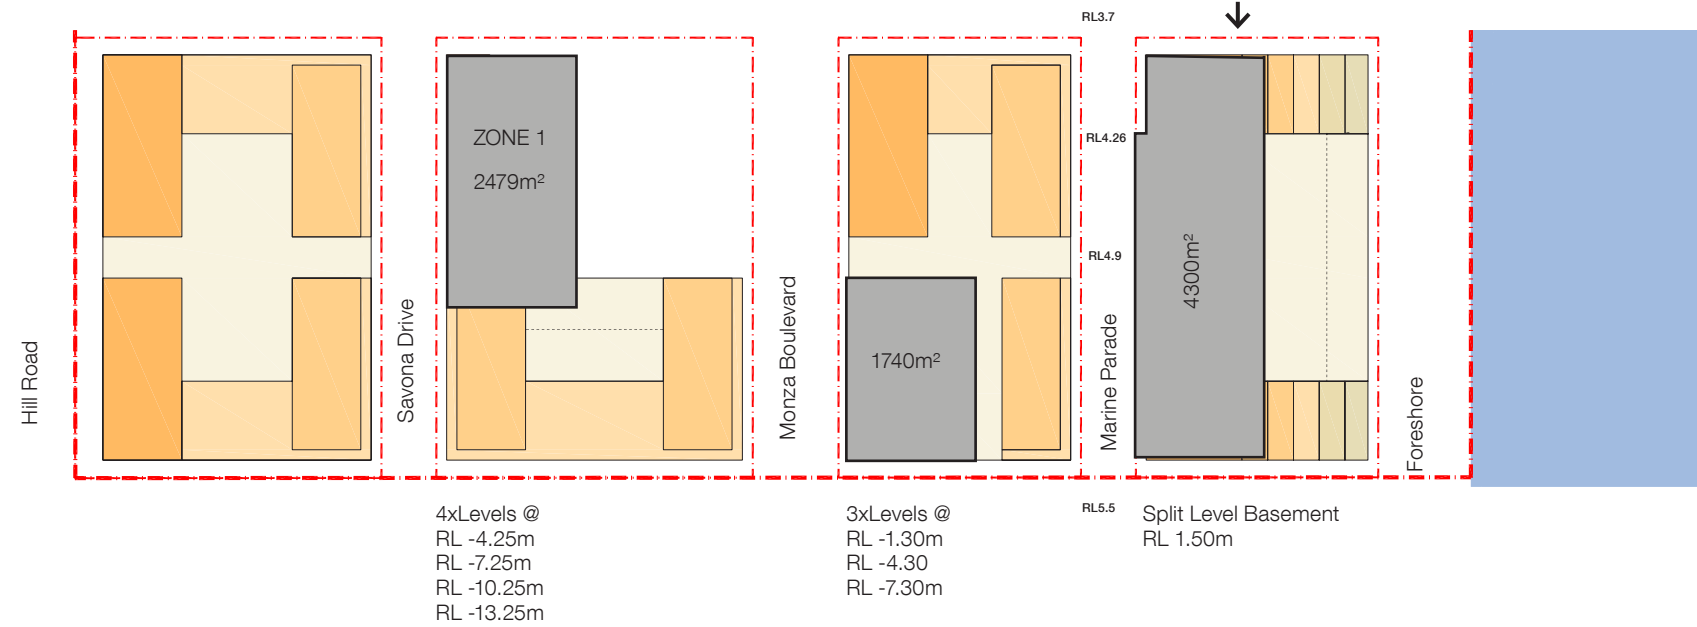 RL3.7
ZONE 1
2479m²
RL4.26
RL4.9
4300m²
1740m²
Hill Road
Savona Drive
Monza Boulevard
Marine Parade
Foreshore
4xLevels @
RL -4.25m
RL -7.25m
RL -10.25m
RL -13.25m
3xLevels @
RL -1.30m
RL -4.30
RL -7.30m
RL5.5
Split Level Basement
RL 1.50m